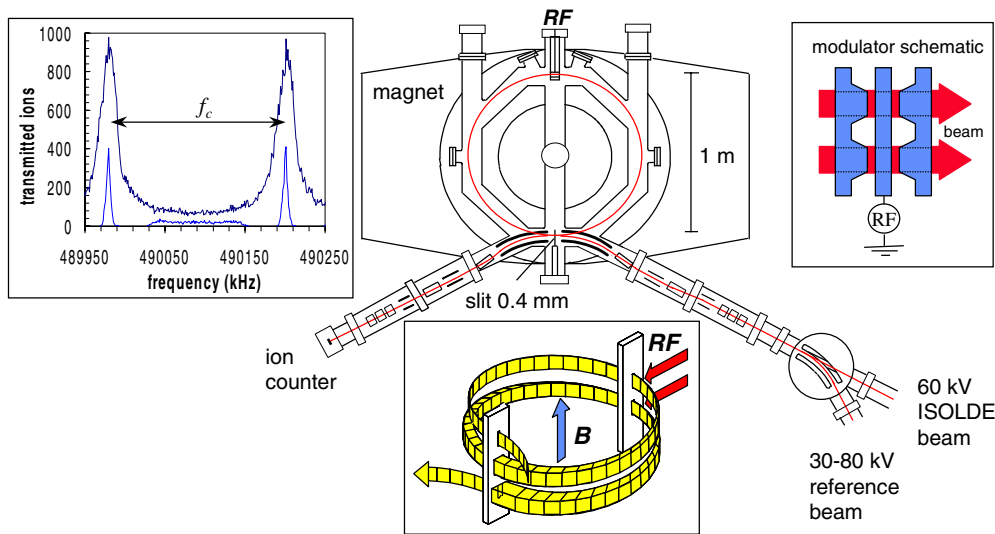 1000
800
600
400
200
0
transmitted ions
f_c
489950
490050
490150
490250
frequency (kHz)
RF
magnet
1 m
slit 0.4 mm
ion
counter
RF
B
60 kV
ISOLDE
beam
30-80 kV
reference
beam
modulator schematic
beam
RF